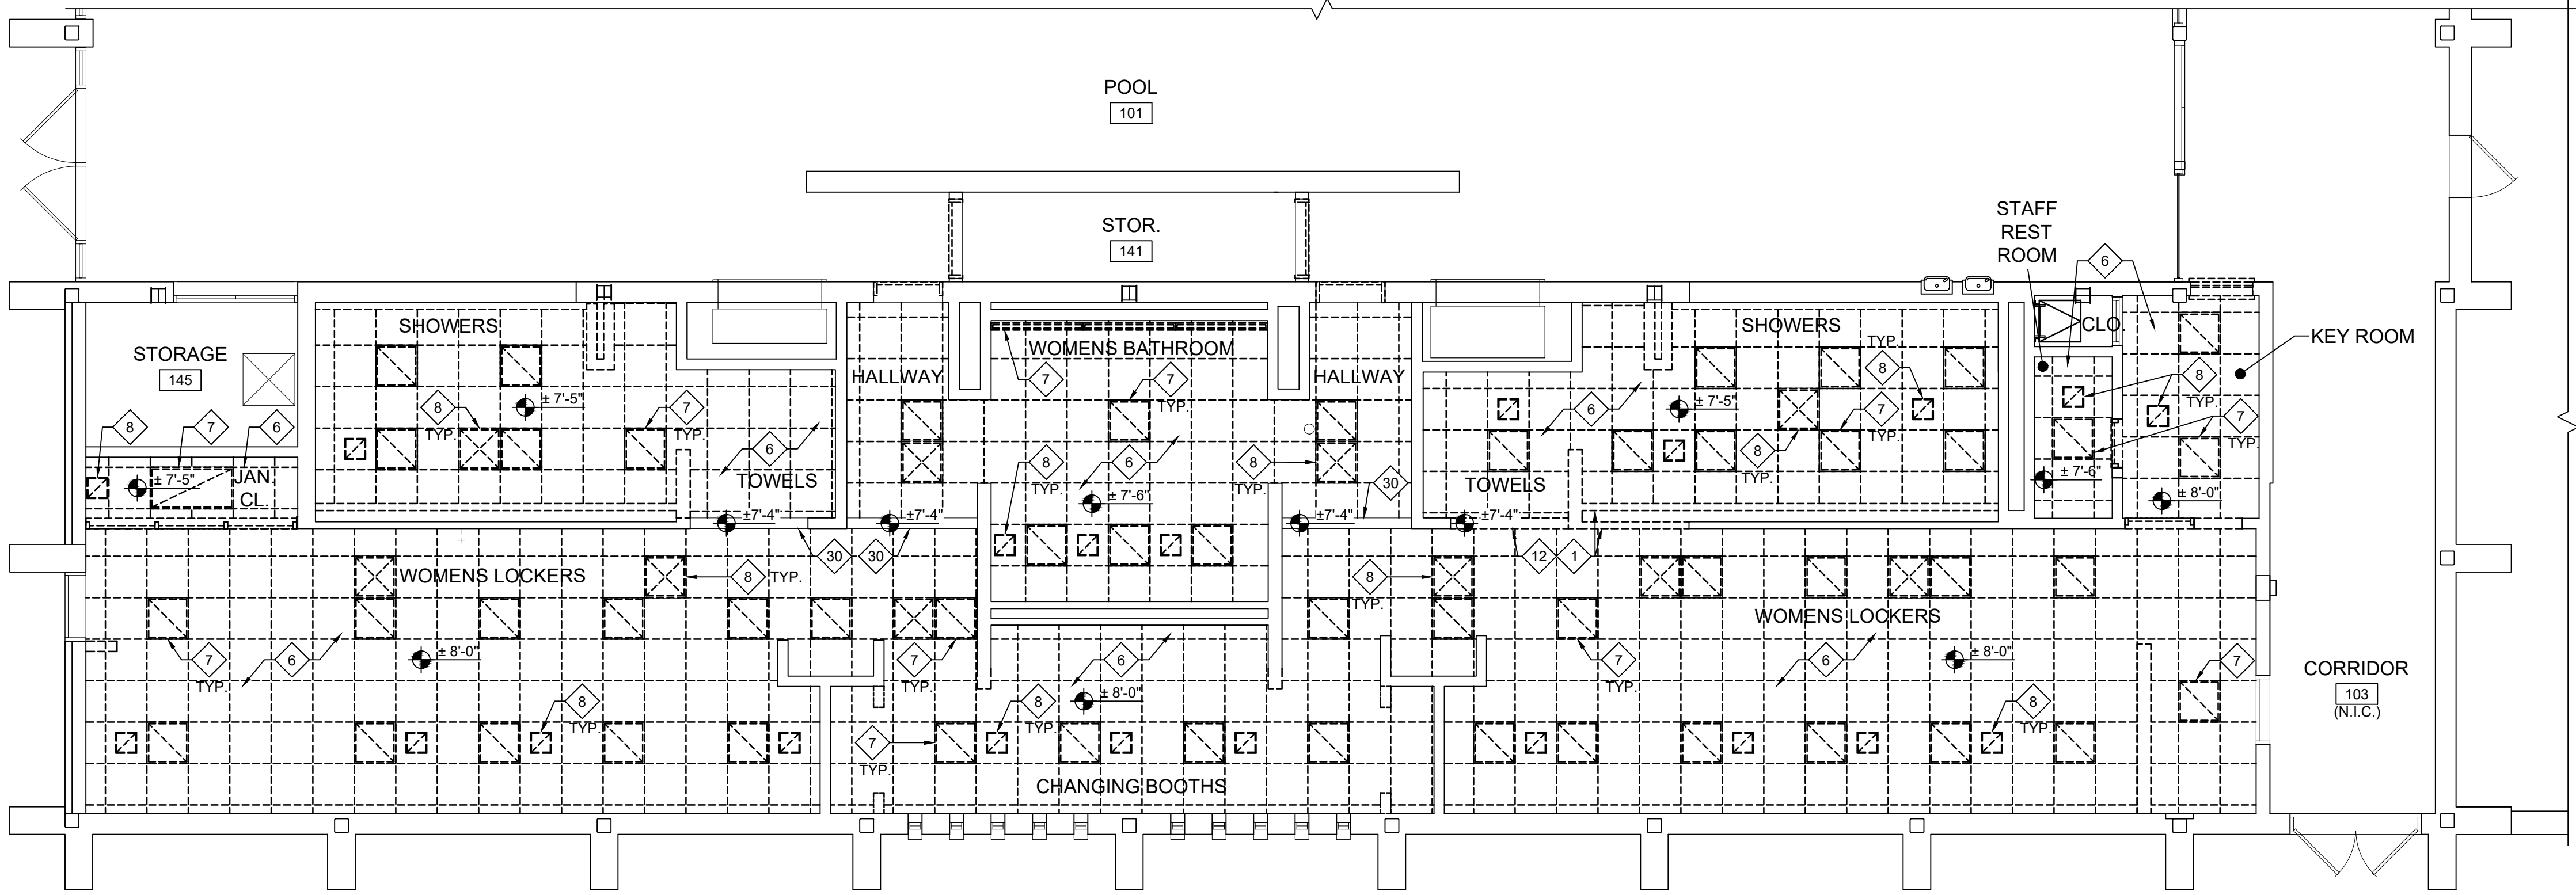 POOL
101
STOR.
141
STAFF
REST
ROOM
6
SHOWERS
SHOWERS
CLO.
KEY ROOM
STORAGE
145
WOMENS BATHROOM
HALLWAY
HALLWAY
TYP.
8
7
7
TYP.
8
TYP.
± 7'-5"
7
TYP.
8
TYP.
± 7'-5"
7
TYP.
8
TYP.
7
TYP.
6
8
7
6
6
8
TYP.
6
8
TYP.
8
TYP.
TOWELS
TOWELS
30
± 7'-5"
JAN.
CL.
± 7'-6"
± 7'-6"
± 8'-0"
±7'-4"
±7'-4"
±7'-4"
±7'-4"
30
30
12
1
WOMENS LOCKERS
8
TYP.
8
TYP.
WOMENS LOCKERS
7
TYP.
6
± 8'-0"
7
TYP.
6
7
TYP.
6
± 8'-0"
7
CORRIDOR
103
(N.I.C.)
8
TYP.
± 8'-0"
8
TYP.
8
TYP.
7
TYP.
CHANGING BOOTHS